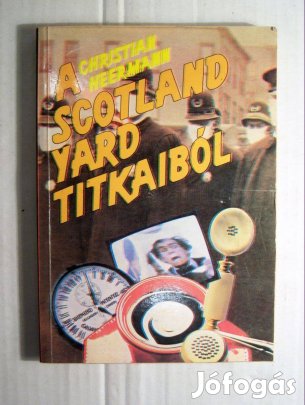 CHRISTIAN
HEERMANN
A
SCOTLAND
YARD
TITKAIBÓL
Jófogás